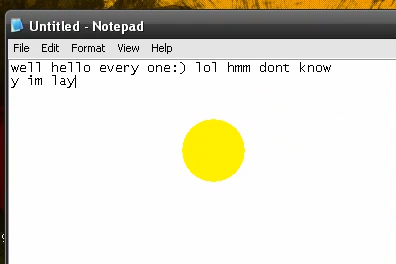 Untitled - Notepad
File Edit Format View Help
well hello every one:) lol hmm dont know
y im lay